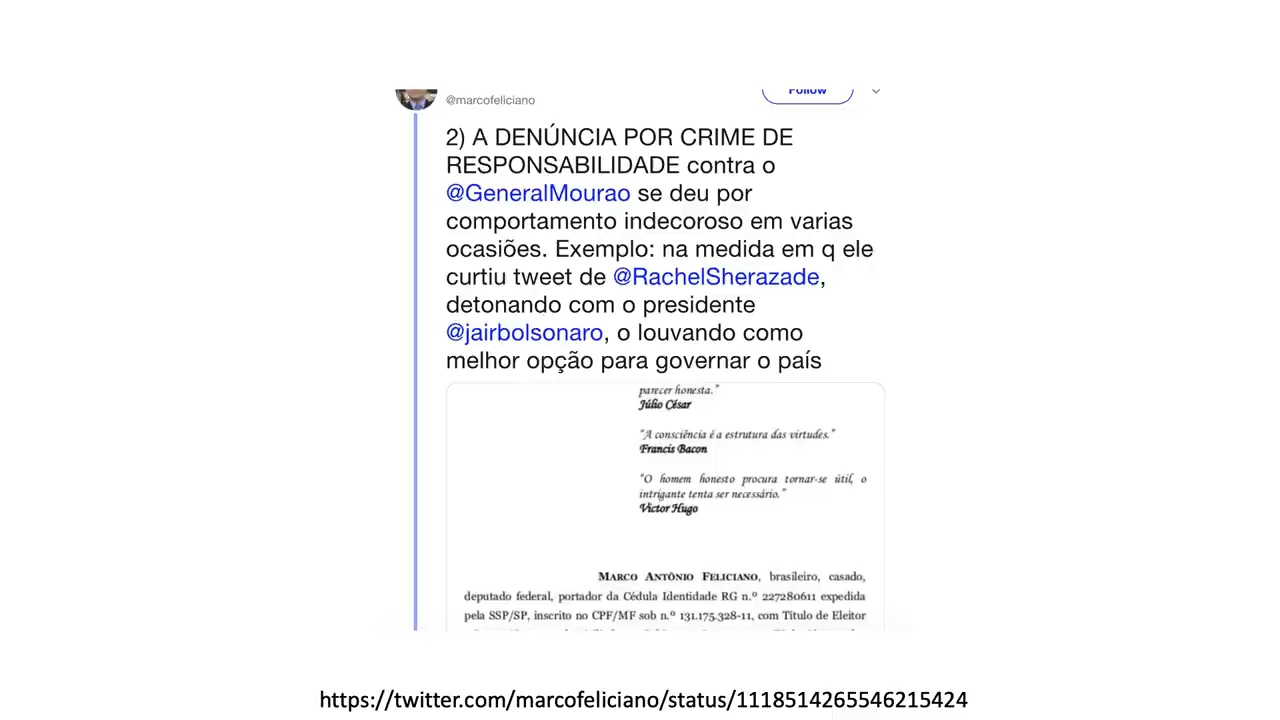 @marcofeliciano
Follow
2) A DENÚNCIA POR CRIME DE
RESPONSABILIDADE contra o
@GeneralMourao se deu por
comportamento indecoroso em varias
ocasiões. Exemplo: na medida em q ele
curtiu tweet de @RachelSherazade,
detonando com o presidente
@jairbolsonaro, o louvando como
melhor opção para governar o país
parecer honesta.”
Júlio César
“A consciência é a estrutura das virtudes.”
Francis Bacon
“O homem honesto procura tornar-se útil, o
intrigante tenta ser necessário.”
Victor Hugo
MARCO ANTÔNIO FELICIANO, brasileiro, casado,
deputado federal, portador da Cédula Identidade RG n.º 227280611 expedida
pela SSP/SP, inscrito no CPF/MF sob n.º 131.175.328-11, com Título de Eleitor
https://twitter.com/marcofeliciano/status/1118514265546215424